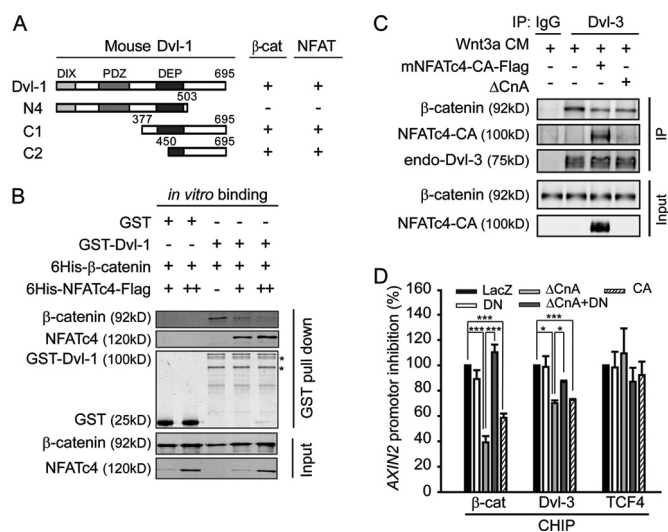 A
Mouse Dvl-1 β-cat NFAT
DIX PDZ DEP 695
Dvl-1 + +
503
N4 - -
377 695
C1 + +
450 695
C2 + +
B
in vitro binding
GST + ++ - - -
GST-Dvl-1 - - + + +
6His-β-catenin + + + + +
6His-NFATc4-Flag + ++ - + ++
β-catenin (92kD)
NFATc4 (120kD)
GST-Dvl-1 (100kD)
*
*
GST (25kD)
GST pull down
β-catenin (92kD)
NFATc4 (120kD)
Input
C
IP: IgG Dvl-3
Wnt3a CM + + + +
mNFATc4-CA-Flag - - + -
ΔCnA - - - +
β-catenin (92kD)
NFATc4-CA (100kD)
endo-Dvl-3 (75kD)
IP
β-catenin (92kD)
NFATc4-CA (100kD)
Input
D
LacZ ΔCnA CA
DN ΔCnA+DN
AXIN2 promotor inhibition (%)
140
120
100
80
60
40
20
0
***
*** ***
***
* *
β-cat Dvl-3 TCF4
CHIP